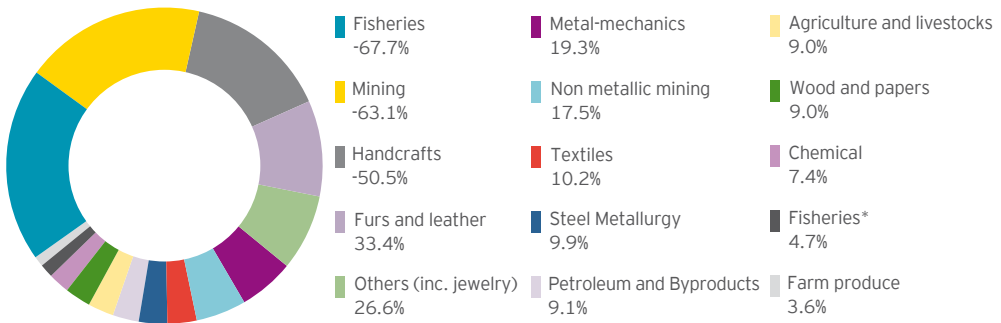 Fisheries
-67.7%
Mining
-63.1%
Handcrafts
-50.5%
Furs and leather
33.4%
Others (inc. jewelry)
26.6%
Metal-mechanics
19.3%
Non metallic mining
17.5%
Textiles
10.2%
Steel Metallurgy
9.9%
Petroleum and Byproducts
9.1%
Agriculture and livestocks
9.0%
Wood and papers
9.0%
Chemical
7.4%
Fisheries*
4.7%
Farm produce
3.6%